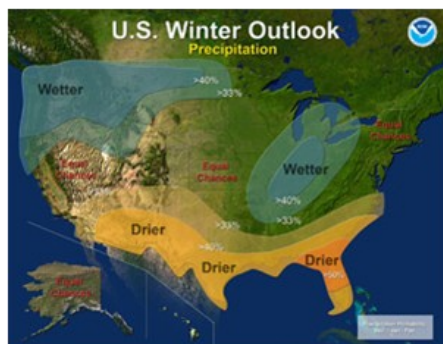 U.S. Winter Outlook
Precipitation
Wetter
>40%
>33%
Equal
Chances
Equal
Chances
Equal
Chances
Wetter
>40%
>33%
>33%
>40%
Drier
Drier
Drier
>50%
Equal
Chances